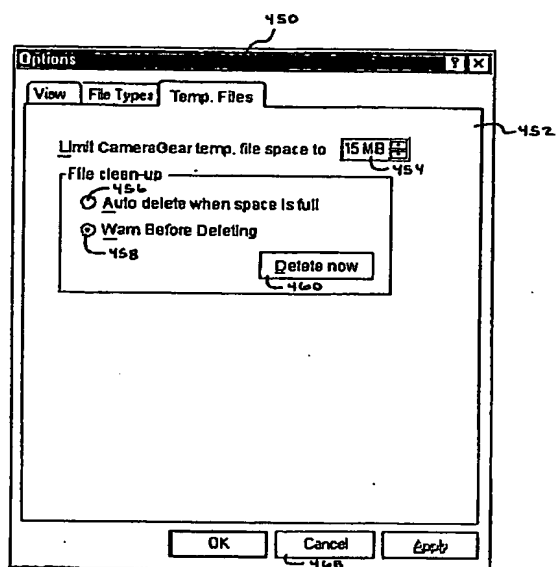 450
Options ? ×
View File Types Temp. Files
452
Limit CameraGear temp. file space to 15 MB
454
File clean-up
456
Auto delete when space is full
Warn Before Deleting
458
Delete now
460
OK Cancel Apply
468